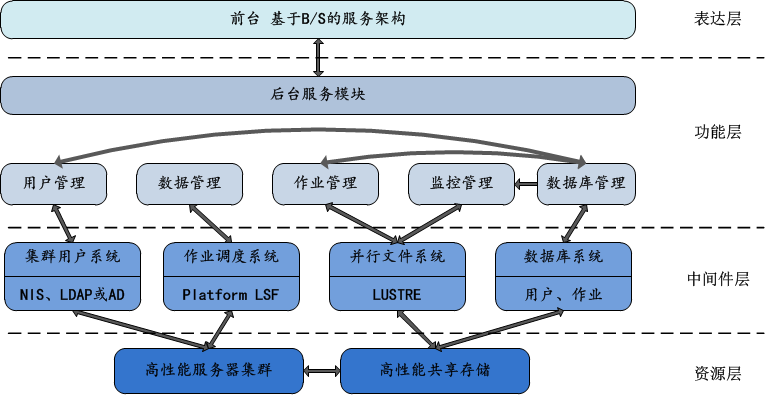 前台 基于B/S的服务架构
表达层
后台服务模块
功能层
用户管理
数据管理
作业管理
监控管理
数据库管理
集群用户系统
作业调度系统
并行文件系统
数据库系统
中间件层
NIS、LDAP或AD
Platform LSF
LUSTRE
用户、作业
高性能服务器集群
高性能共享存储
资源层